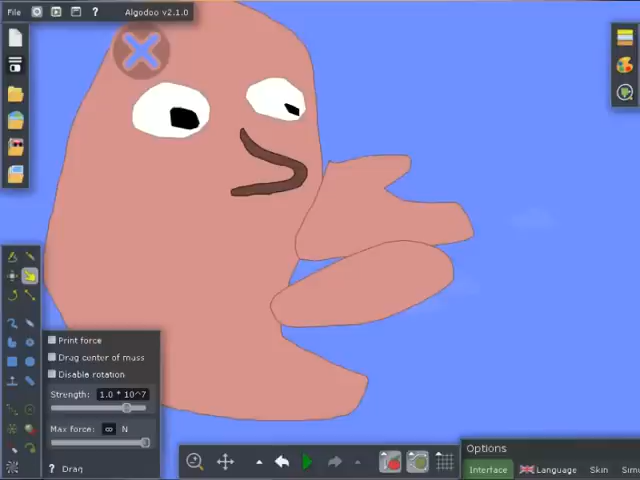 File
Algodoo v2.1.0
?
Print force
Drag center of mass
Disable rotation
Strength: 1.0 * 10^7
Max force: ∞ N
? Drag
Options
Interface Language Skin Simu